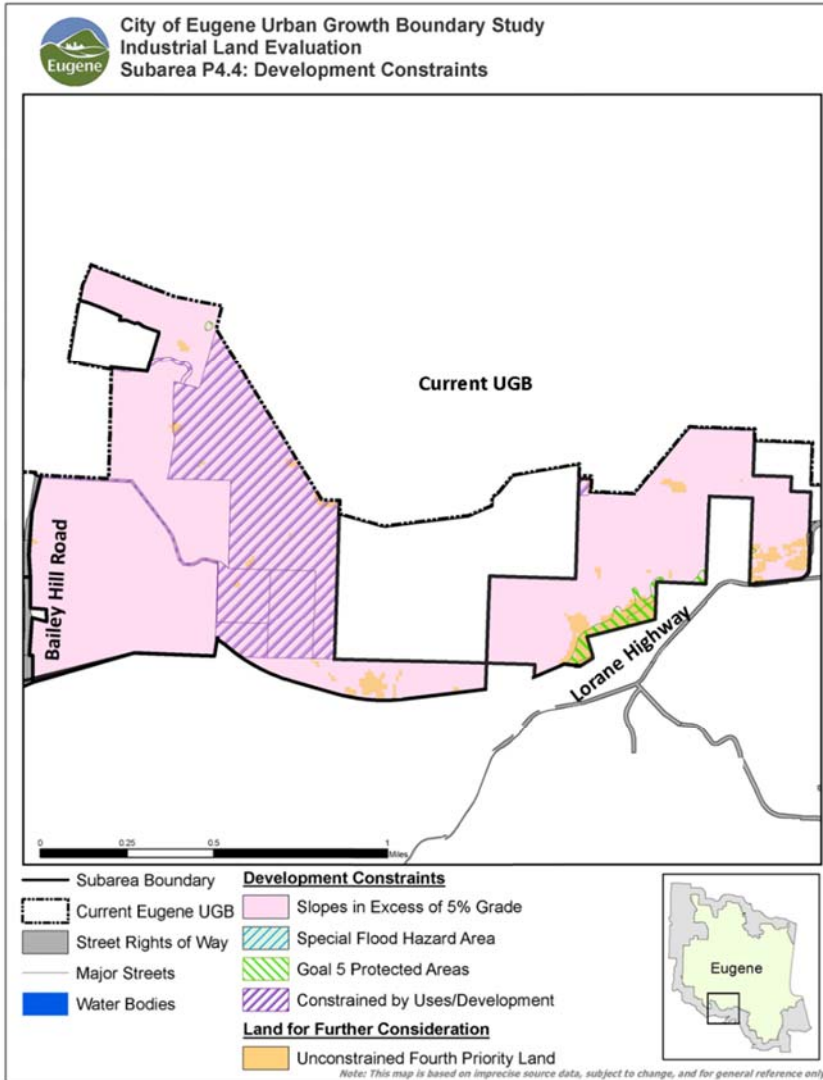 City of Eugene Urban Growth Boundary Study
Industrial Land Evaluation
Subarea P4.4: Development Constraints
Eugene
Current UGB
Bailey Hill Road
Lorane Highway
0 0.25 0.5 1
Miles
Subarea Boundary
Current Eugene UGB
Street Rights of Way
Major Streets
Water Bodies
Development Constraints
Slopes in Excess of 5% Grade
Special Flood Hazard Area
Goal 5 Protected Areas
Constrained by Uses/Development
Land for Further Consideration
Unconstrained Fourth Priority Land
Eugene
Note: This map is based on imprecise source data, subject to change, and for general reference only